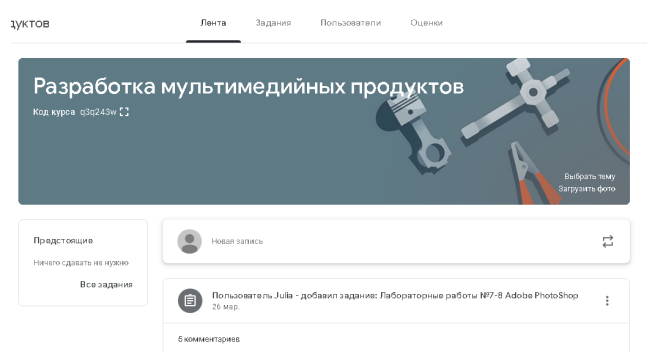 дуктов
Лента Задания Пользователи Оценки
Разработка мультимедийных продуктов
Код курса q3q243w
Выбрать тему
Загрузить фото
Предстоящие
Ничего сдавать не нужно
Все задания
Новая запись
Пользователь Julia - добавил задание: Лабораторные работы №7-8 Adobe PhotoShop
26 мар.
5 комментариев